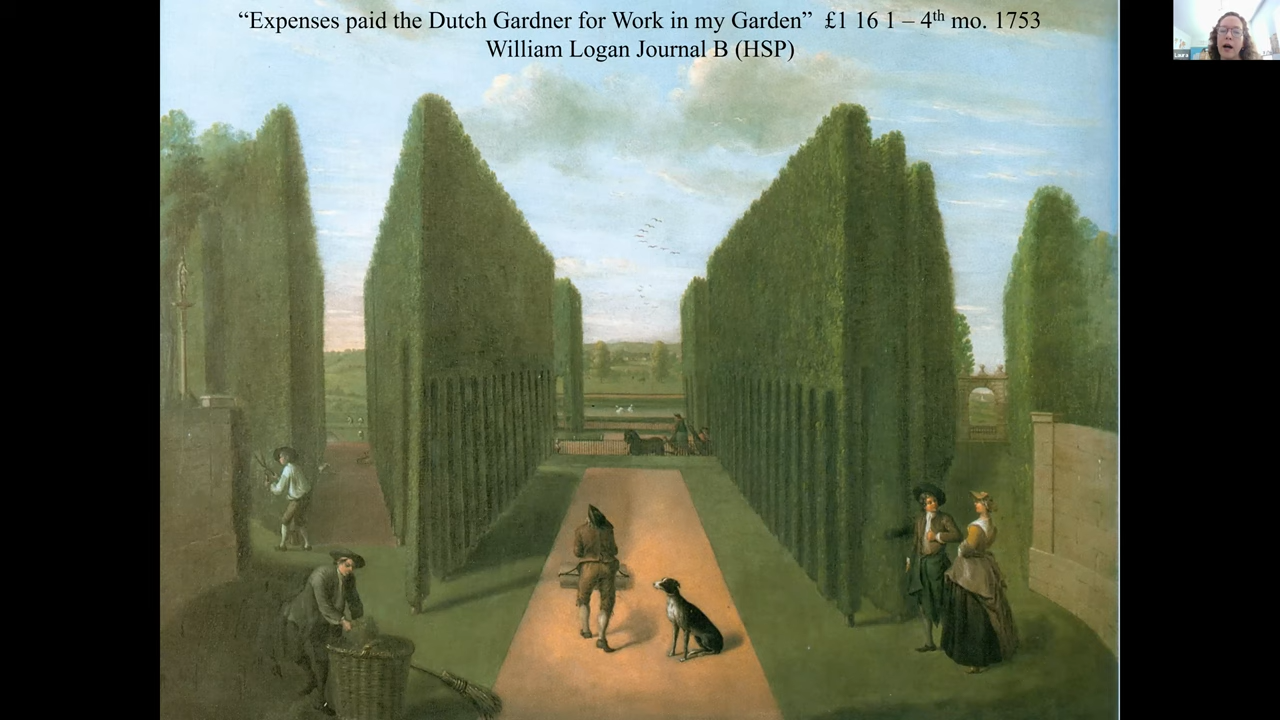 “Expenses paid the Dutch Gardner for Work in my Garden” £1 16 1 – 4th mo. 1753
William Logan Journal B (HSP)
Laura